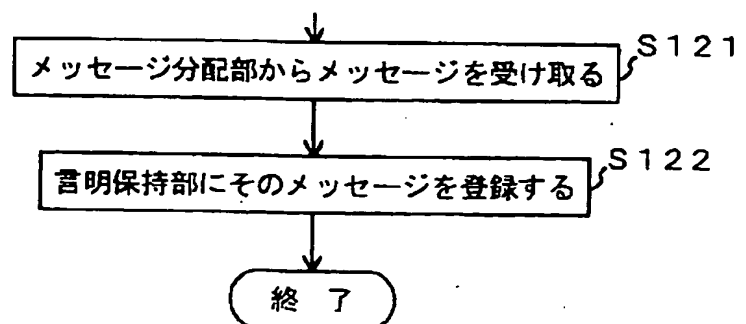 メッセージ分配部からメッセージを受け取る
S121
言明保持部にそのメッセージを登録する
S122
終 了